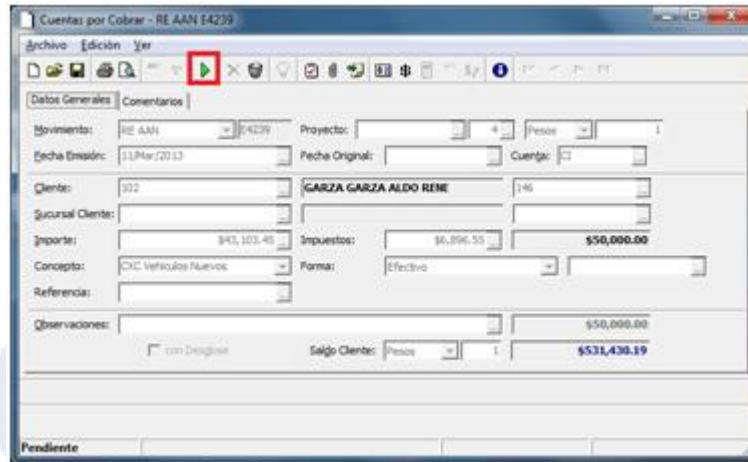 Cuentas por Cobrar - RE AAN E4239
Archivo Edición Ver
Datos Generales Comentarios
Movimiento: RE AAN E4239 Proyecto: 4 Pesos 1
Fecha Emisión: 11/Mar/2013 Fecha Original: Cuenta: CI
Cliente: 102 GARZA GARZA ALDO RENE 146
Sucursal Cliente:
Importe: $43,103.45 Impuestos: $6,896.55 $50,000.00
Concepto: CXC Vehiculos Nuevos Forma: Efectivo
Referencia:
Observaciones: $50,000.00
con Desglose Saldo Cliente: Pesos 1 $531,430.19
Pendiente